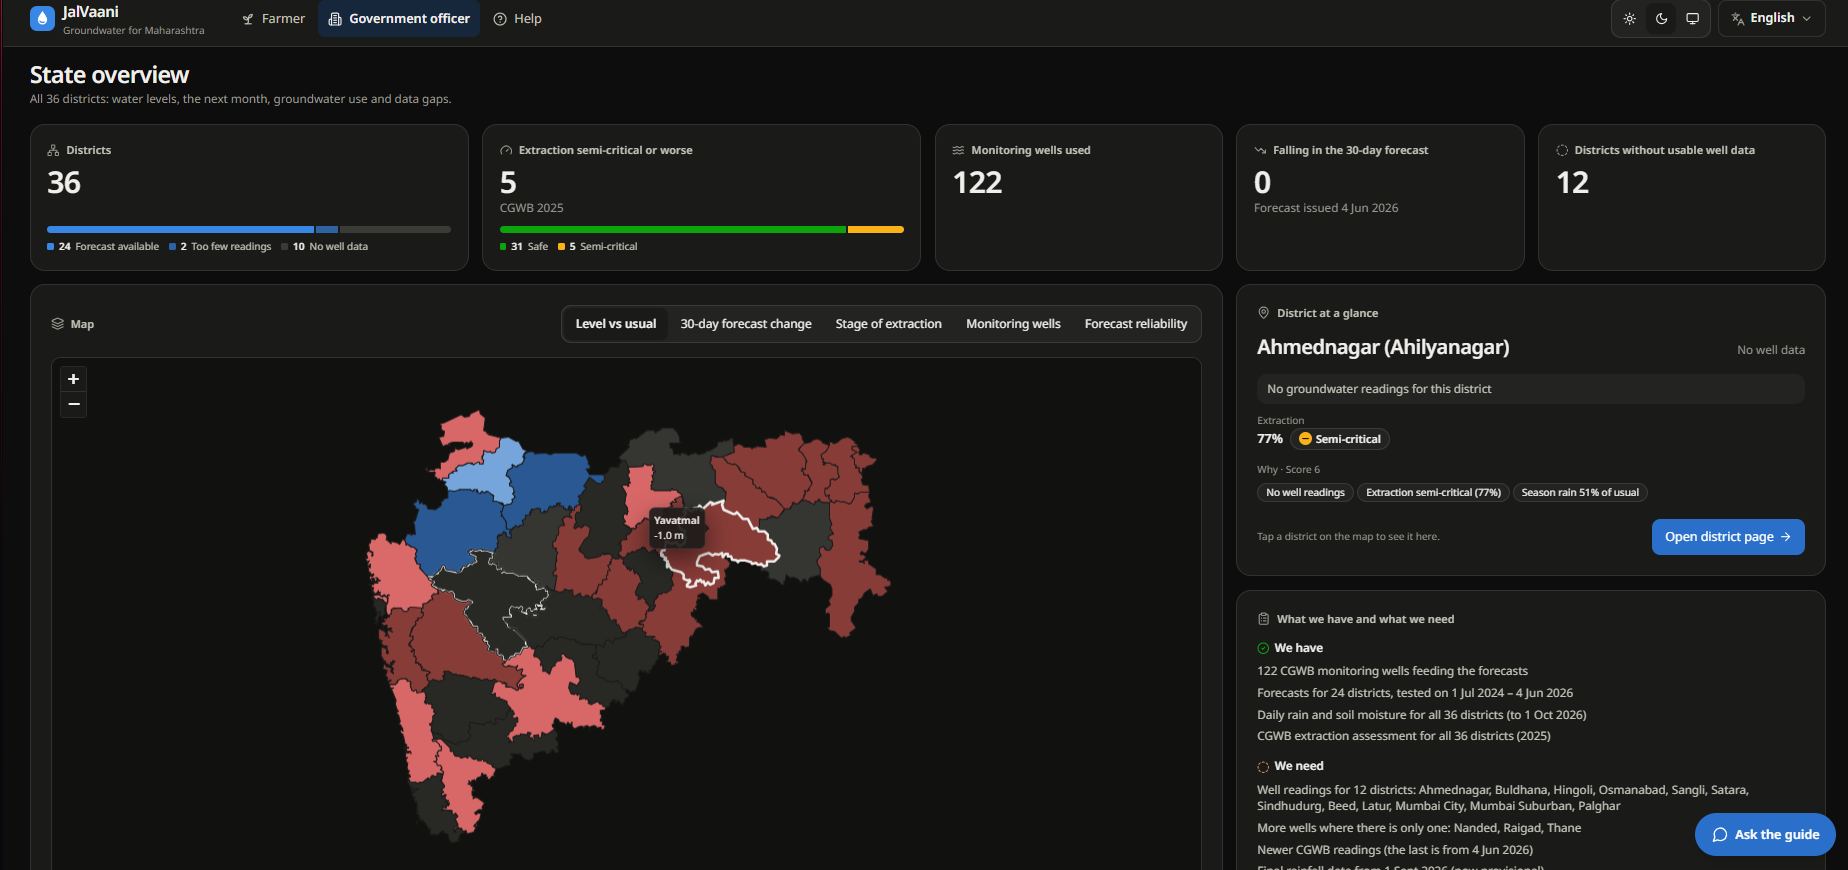 JalVaani
Groundwater for Maharashtra
Farmer
Government officer
Help
English
State overview
All 36 districts: water levels, the next month, groundwater use and data gaps.
Districts
36
24 Forecast available 2 Too few readings 10 No well data
Extraction semi-critical or worse
5
CGWB 2025
31 Safe 5 Semi-critical
Monitoring wells used
122
Falling in the 30-day forecast
0
Forecast issued 4 Jun 2026
Districts without usable well data
12
Map
Level vs usual
30-day forecast change
Stage of extraction
Monitoring wells
Forecast reliability
+
−
Yavatmal
-1.0 m
District at a glance
Ahmednagar (Ahilyanagar)
No well data
No groundwater readings for this district
Extraction
77% Semi-critical
Why · Score 6
No well readings
Extraction semi-critical (77%)
Season rain 51% of usual
Tap a district on the map to see it here.
Open district page →
What we have and what we need
We have
122 CGWB monitoring wells feeding the forecasts
Forecasts for 24 districts, tested on 1 Jul 2024 – 4 Jun 2026
Daily rain and soil moisture for all 36 districts (to 1 Oct 2026)
CGWB extraction assessment for all 36 districts (2025)
We need
Well readings for 12 districts: Ahmednagar, Buldhana, Hingoli, Osmanabad, Sangli, Satara,
Sindhudurg, Beed, Latur, Mumbai City, Mumbai Suburban, Palghar
More wells where there is only one: Nanded, Raigad, Thane
Newer CGWB readings (the last is from 4 Jun 2026)
Final rainfall data from 1 Sept 2026 (now provisional)
Ask the guide